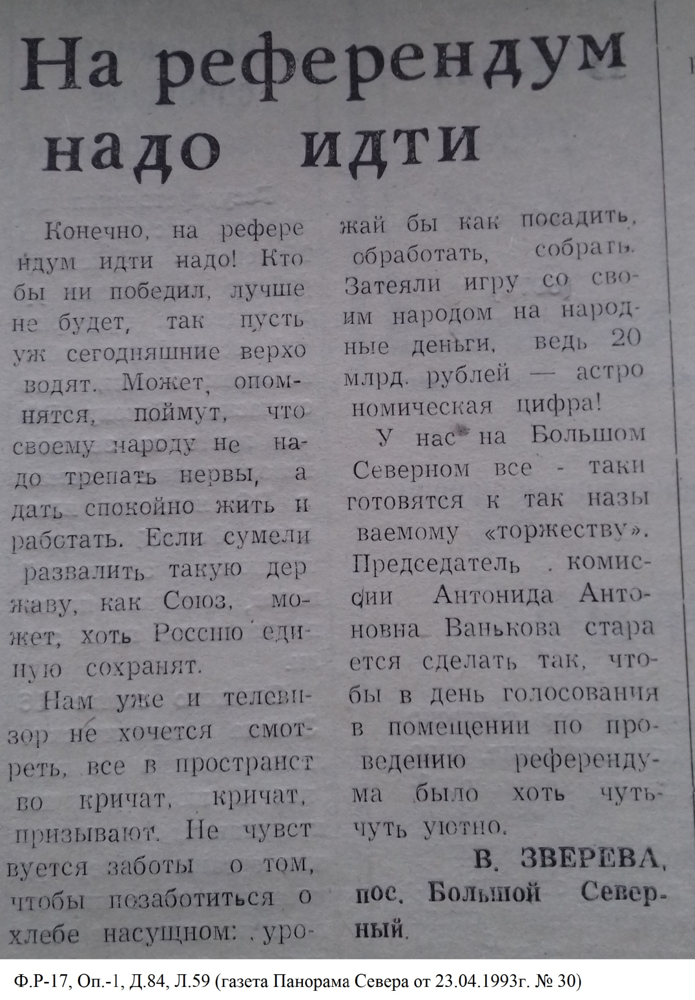 На референдум
надо идти
Конечно, на рефере
ндум идти надо! Кто
бы ни победил, лучше
не будет, так пусть
уж сегодняшние верхо
водят. Может, опом-
нятся, поймут, что
своему народу не на-
до трепать нервы, а
дать спокойно жить и
работать. Если сумели
развалить такую дер
жаву, как Союз, мо-
жет, хоть Россию еди-
ную сохранят.
Нам уже и телеви-
зор не хочется смот-
реть, все в пространст
во кричат, кричат,
призывают. Не чувст
вуется заботы о том,
чтобы позаботиться о
хлебе насущном: уро-
жай бы как посадить,
обработать, собрать.
Затеяли игру со сво-
им народом на народ-
ные деньги, ведь 20
млрд. рублей — астро
номическая цифра!
У нас на Большом
Северном все - таки
готовятся к так назы
ваемому «торжеству».
Председатель комис-
сии Антонида Анто-
новна Ванькова стара
ется сделать так, что-
бы в день голосования
в помещении по про-
ведению референду-
ма было хоть чуть-
чуть уютно.
В. ЗВЕРЕВА,
пос. Большой Север-
ный.
Ф.Р-17, Оп.-1, Д.84, Л.59 (газета Панорама Севера от 23.04.1993г. № 30)